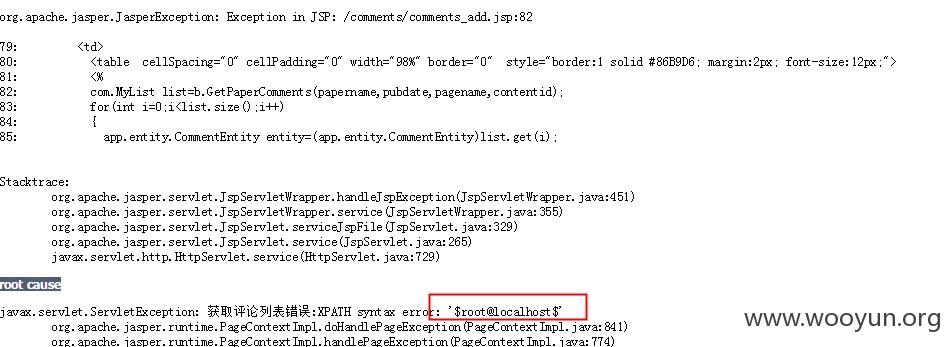 org.apache.jasper.JasperException: Exception in JSP: /comments/comments_add.jsp:82
79: <td>
80: <table cellSpacing="0" cellPadding="0" width="98%" border="0" style="border:1 solid #86B9D6; margin:2px; font-size:12px;">
81: <%
82: com.MyList list=b.GetPaperComments(papername,pubdate,pagename,contentid);
83: for(int i=0;i<list.size();i++)
84: {
85: app.entity.CommentEntity entity=(app.entity.CommentEntity)list.get(i);
Stacktrace:
org.apache.jasper.servlet.JspServletWrapper.handleJspException(JspServletWrapper.java:451)
org.apache.jasper.servlet.JspServletWrapper.service(JspServletWrapper.java:355)
org.apache.jasper.servlet.JspServlet.serviceJspFile(JspServlet.java:329)
org.apache.jasper.servlet.JspServlet.service(JspServlet.java:265)
javax.servlet.http.HttpServlet.service(HttpServlet.java:729)
root cause
javax.servlet.ServletException: 获取评论列表错误:XPATH syntax error: '$root@localhost$'
org.apache.jasper.runtime.PageContextImpl.doHandlePageException(PageContextImpl.java:841)
org.apache.jasper.runtime.PageContextImpl.handlePageException(PageContextImpl.java:774)
www.wooyun.org